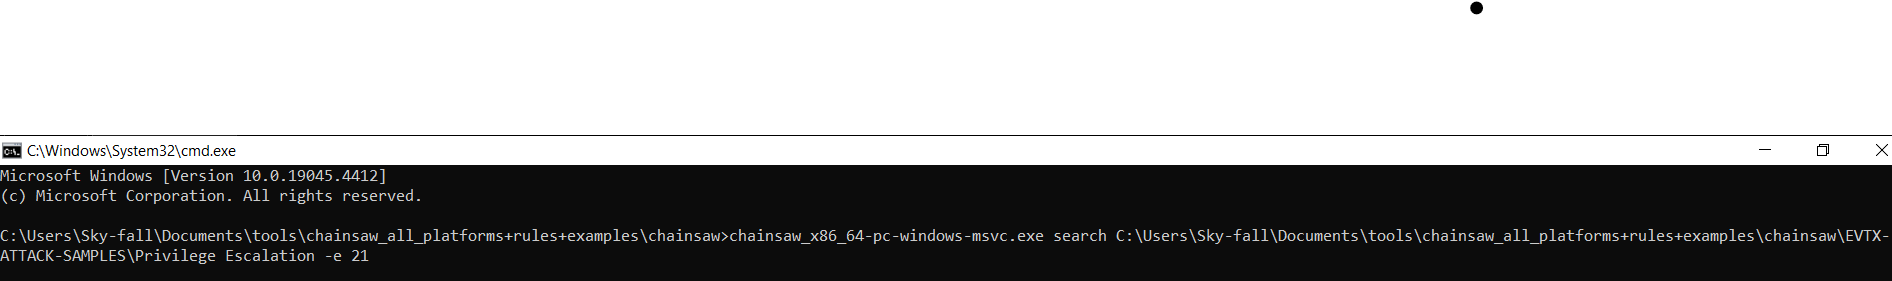 C:\Windows\System32\cmd.exe
Microsoft Windows [Version 10.0.19045.4412]
(c) Microsoft Corporation. All rights reserved.
C:\Users\Sky-fall\Documents\tools\chainsaw_all_platforms+rules+examples\chainsaw>chainsaw_x86_64-pc-windows-msvc.exe search C:\Users\Sky-fall\Documents\tools\chainsaw_all_platforms+rules+examples\chainsaw\EVTX-
ATTACK-SAMPLES\Privilege Escalation -e 21